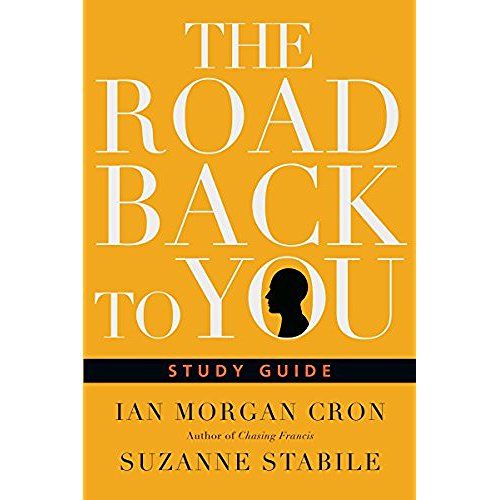 THE
ROAD
BACK
TO YOU
STUDY GUIDE
IAN MORGAN CRON
Author of Chasing Francis
SUZANNE STABILE